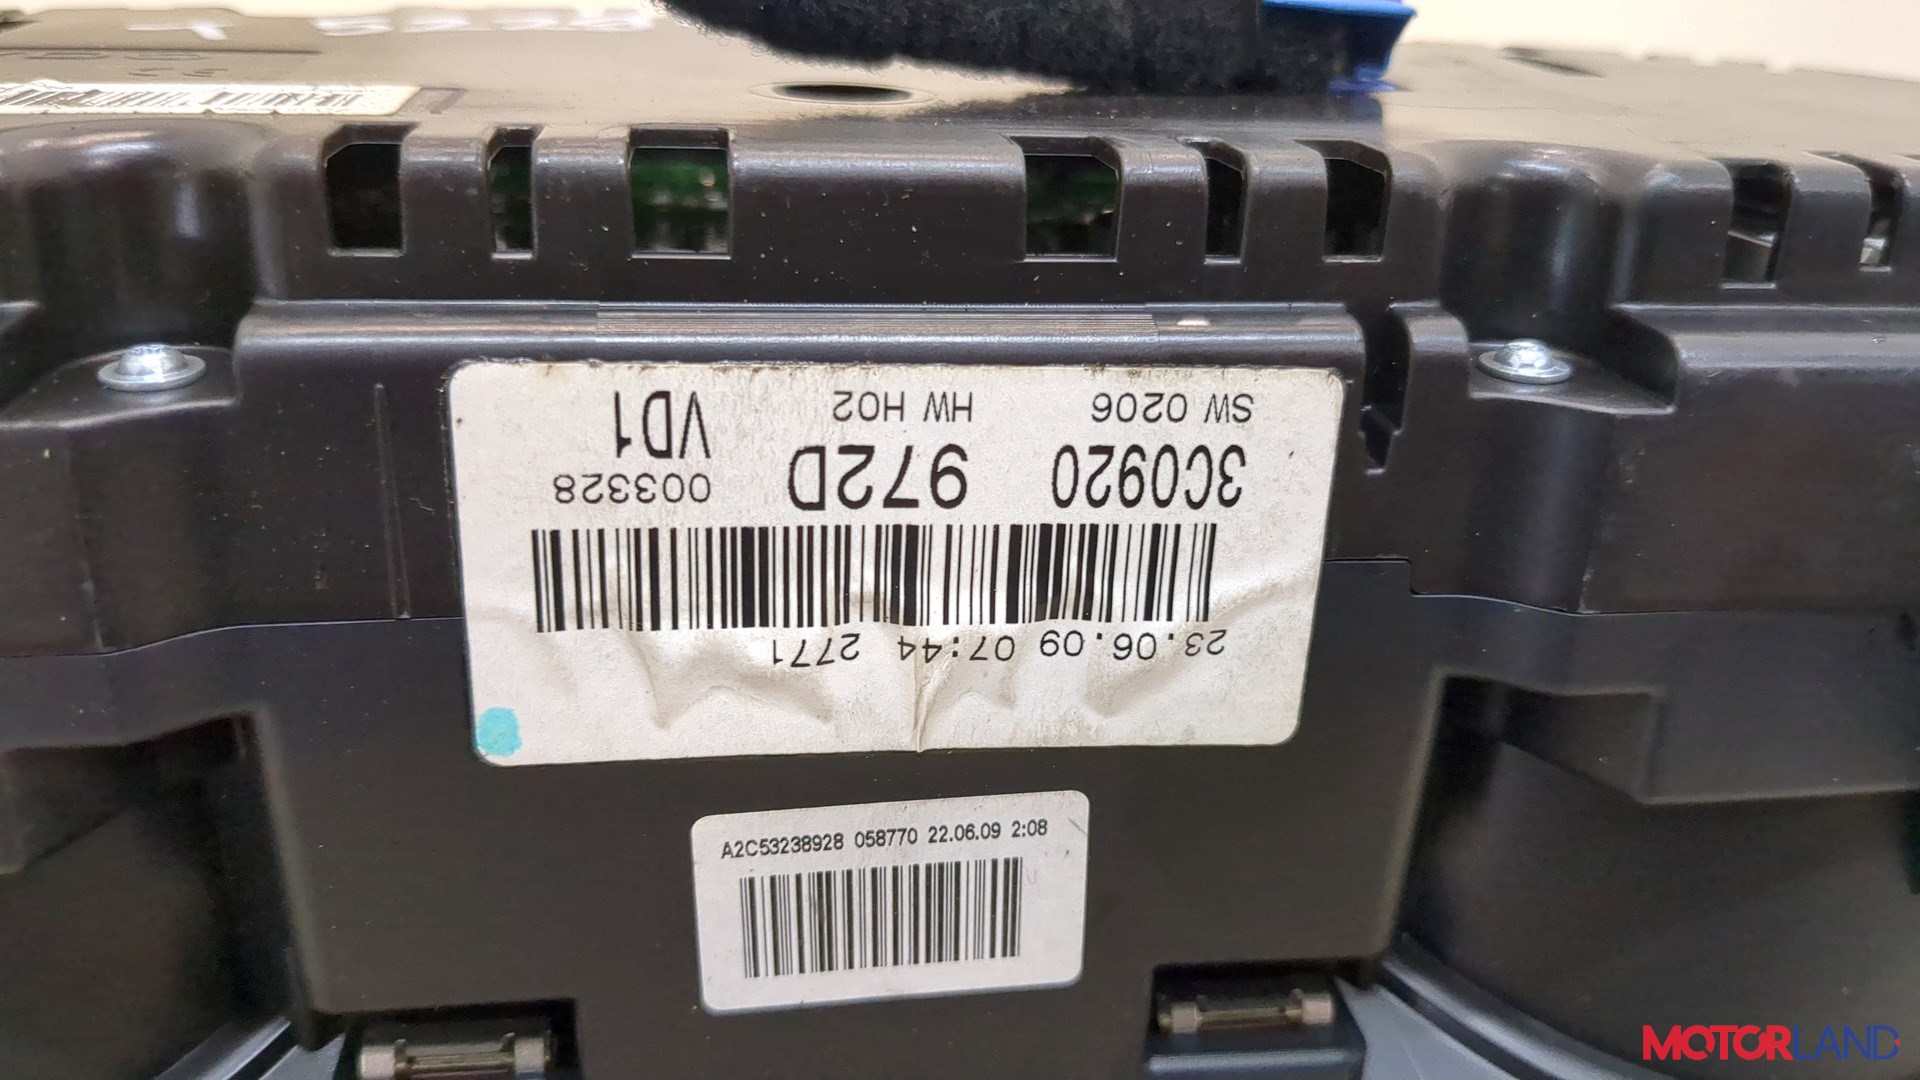 SW 0206 HW H02 VD1
3C0920 972D 003328
23.06.09 07:44 2771
A2C53238928 058770 22.06.09 2:08
MOTORLAND